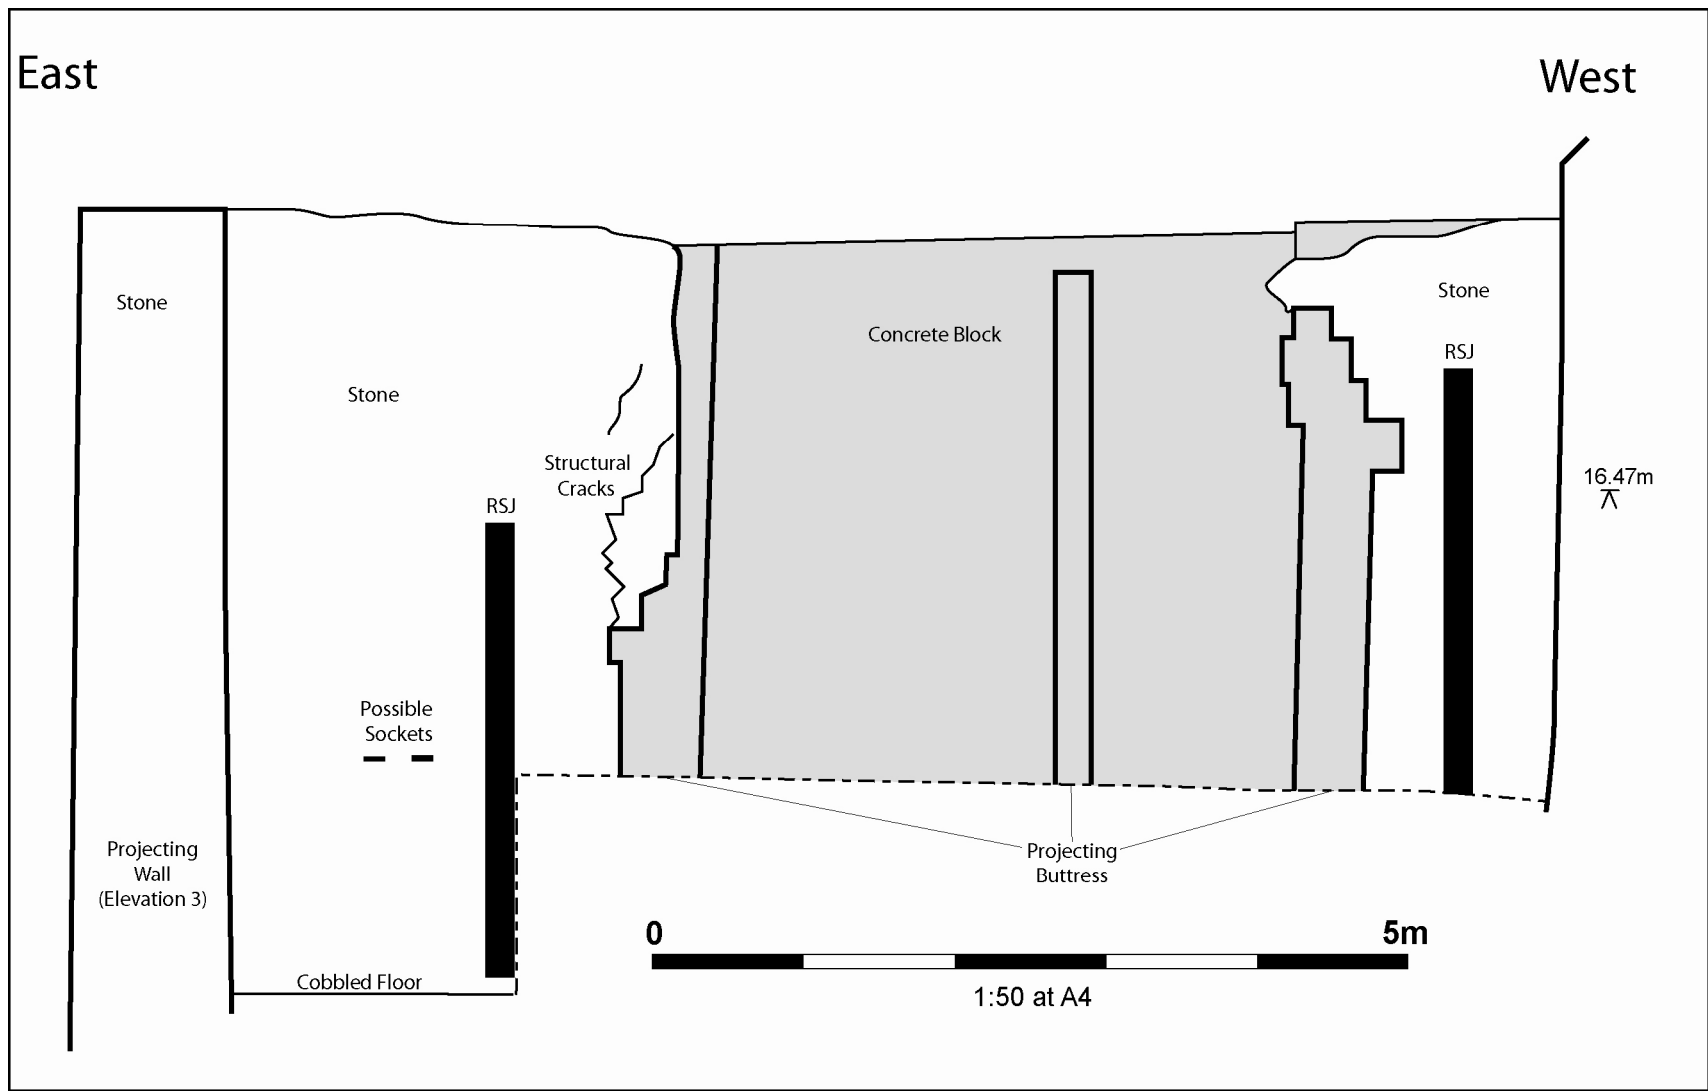 East
West
Stone
Stone
Concrete Block
RSJ
Stone
Structural
Cracks
16.47m
RSJ
Possible
Sockets
Projecting
Wall
(Elevation 3)
Projecting
Buttress
0
5m
Cobbled Floor
1:50 at A4